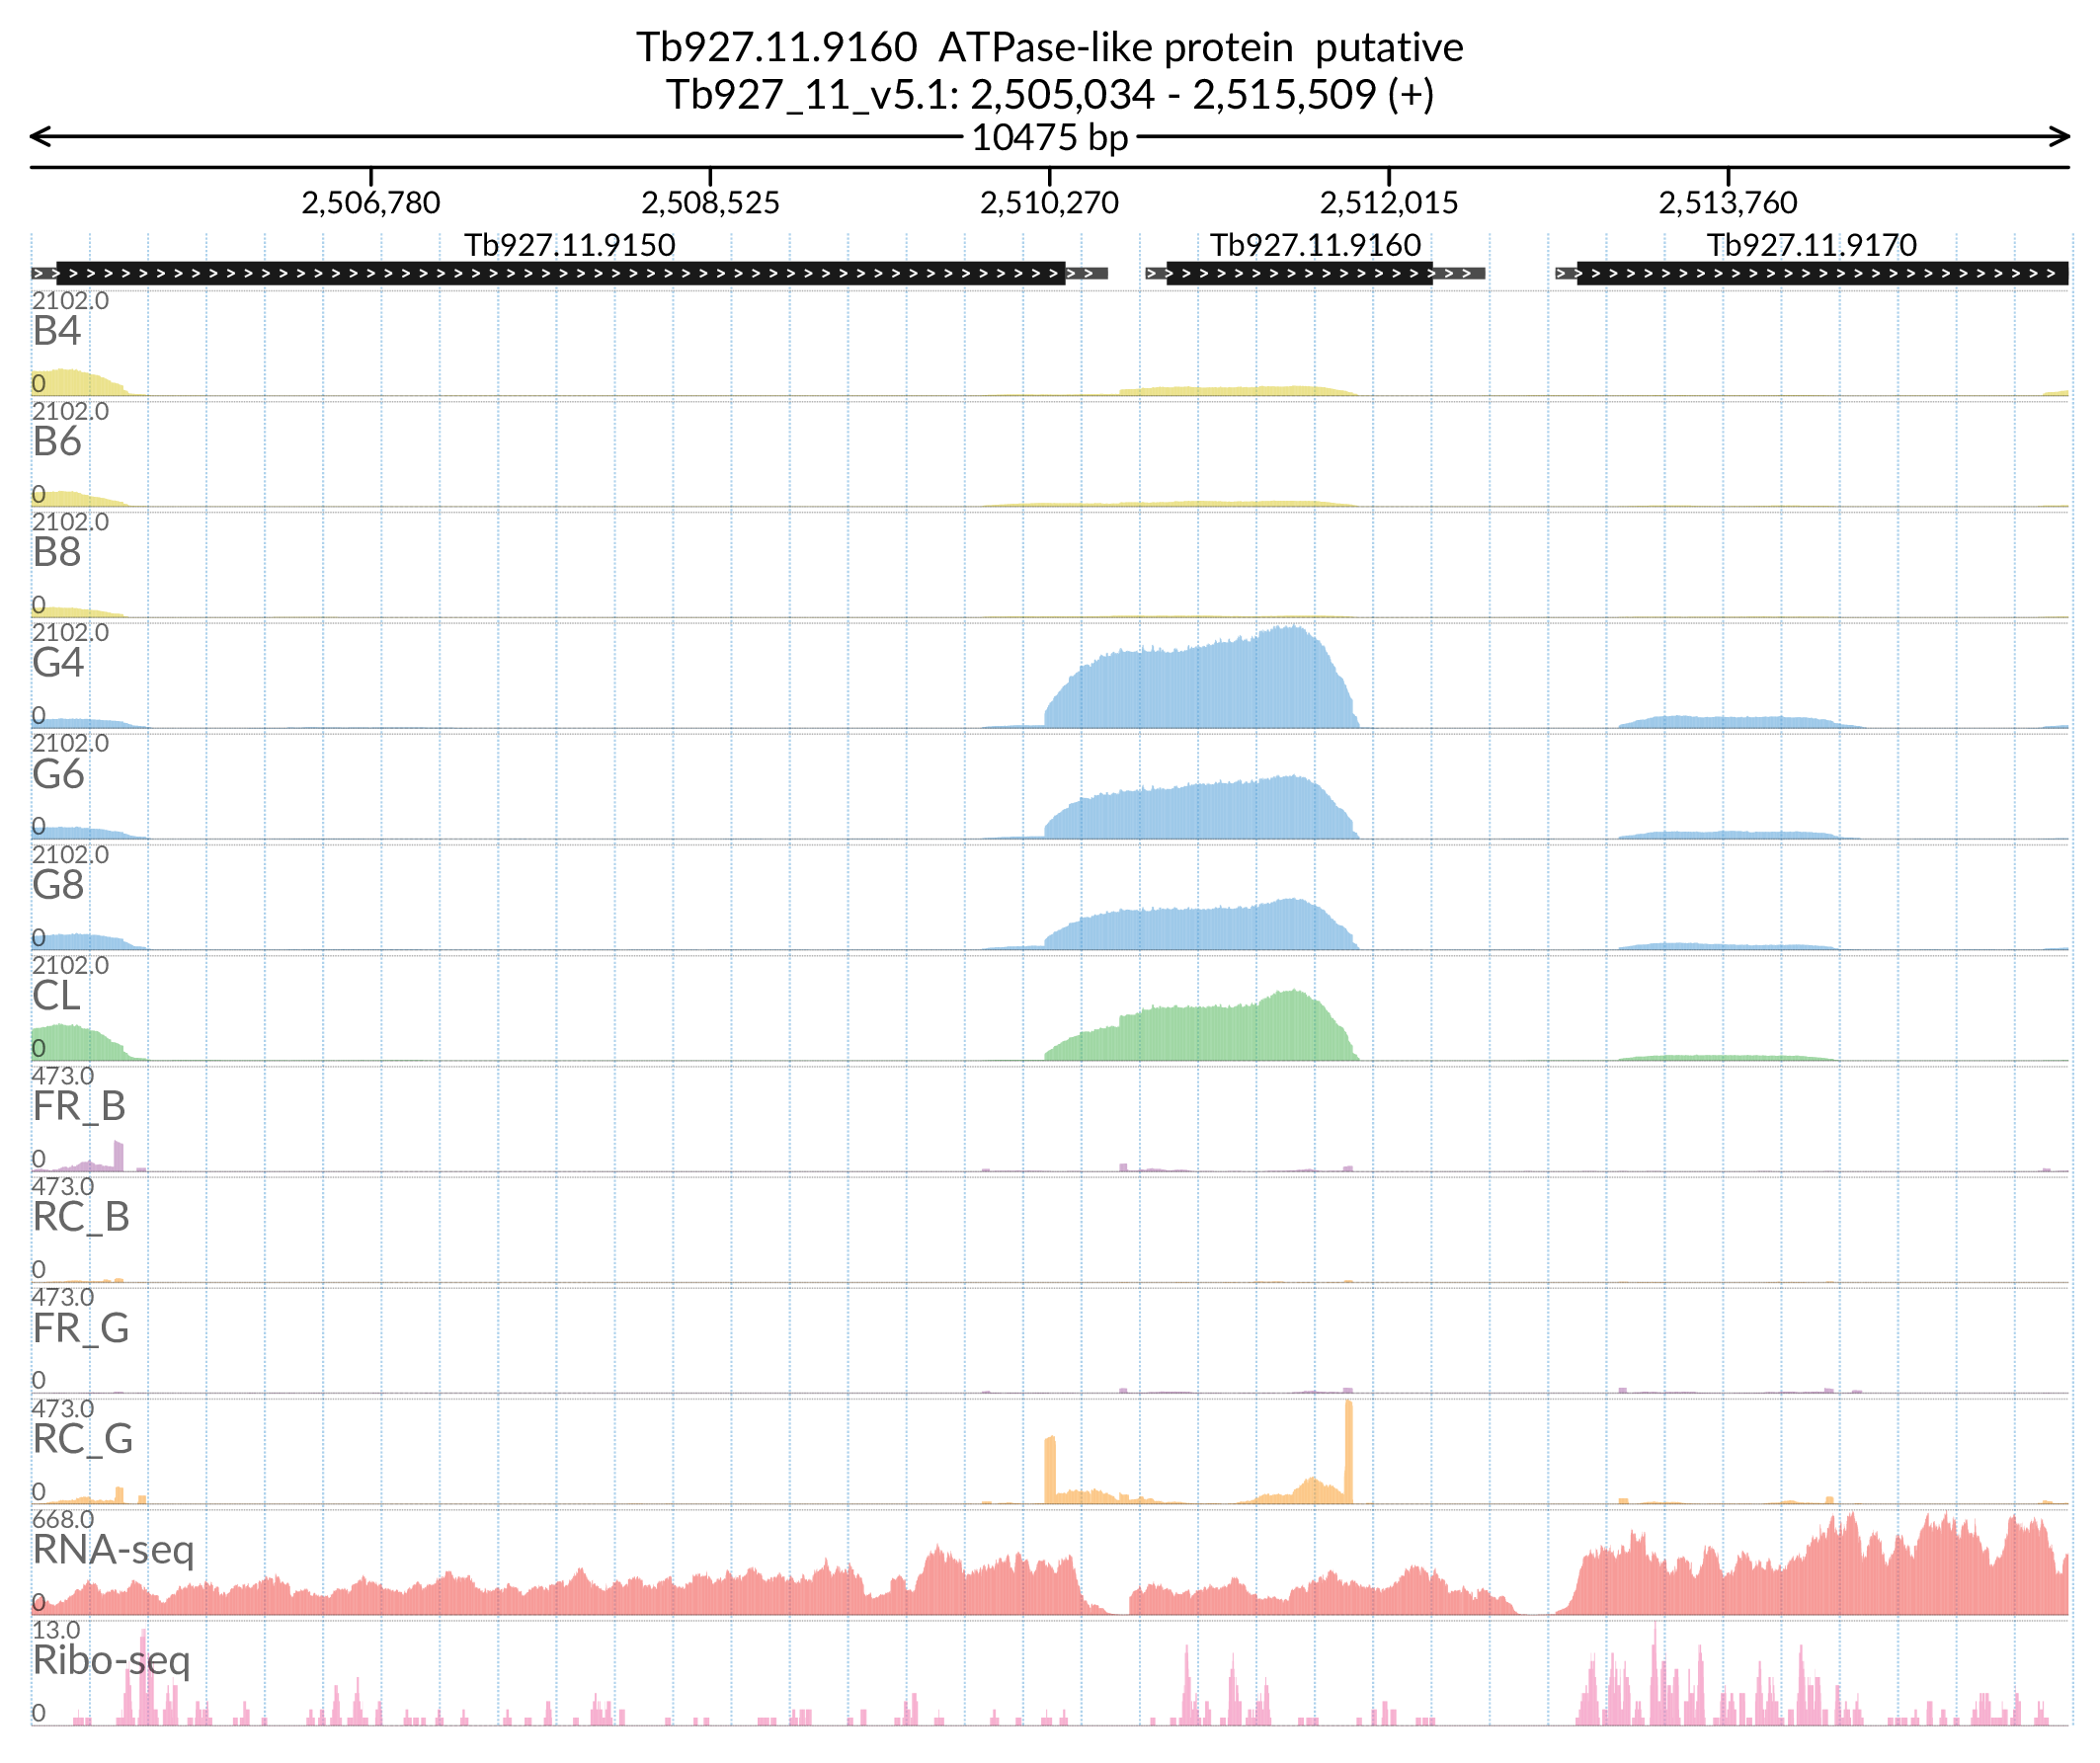 Tb927.11.9160  ATPase-like protein  putative
Tb927_11_v5.1: 2,505,034 - 2,515,509 (+)
10475 bp
2,506,780 2,508,525 2,510,270 2,512,015 2,513,760
Tb927.11.9150 Tb927.11.9160 Tb927.11.9170
2102.0
B4
0
2102.0
B6
0
2102.0
B8
0
2102.0
G4
0
2102.0
G6
0
2102.0
G8
0
2102.0
CL
0
473.0
FR_B
0
473.0
RC_B
0
473.0
FR_G
0
473.0
RC_G
0
668.0
RNA-seq
0
13.0
Ribo-seq
0